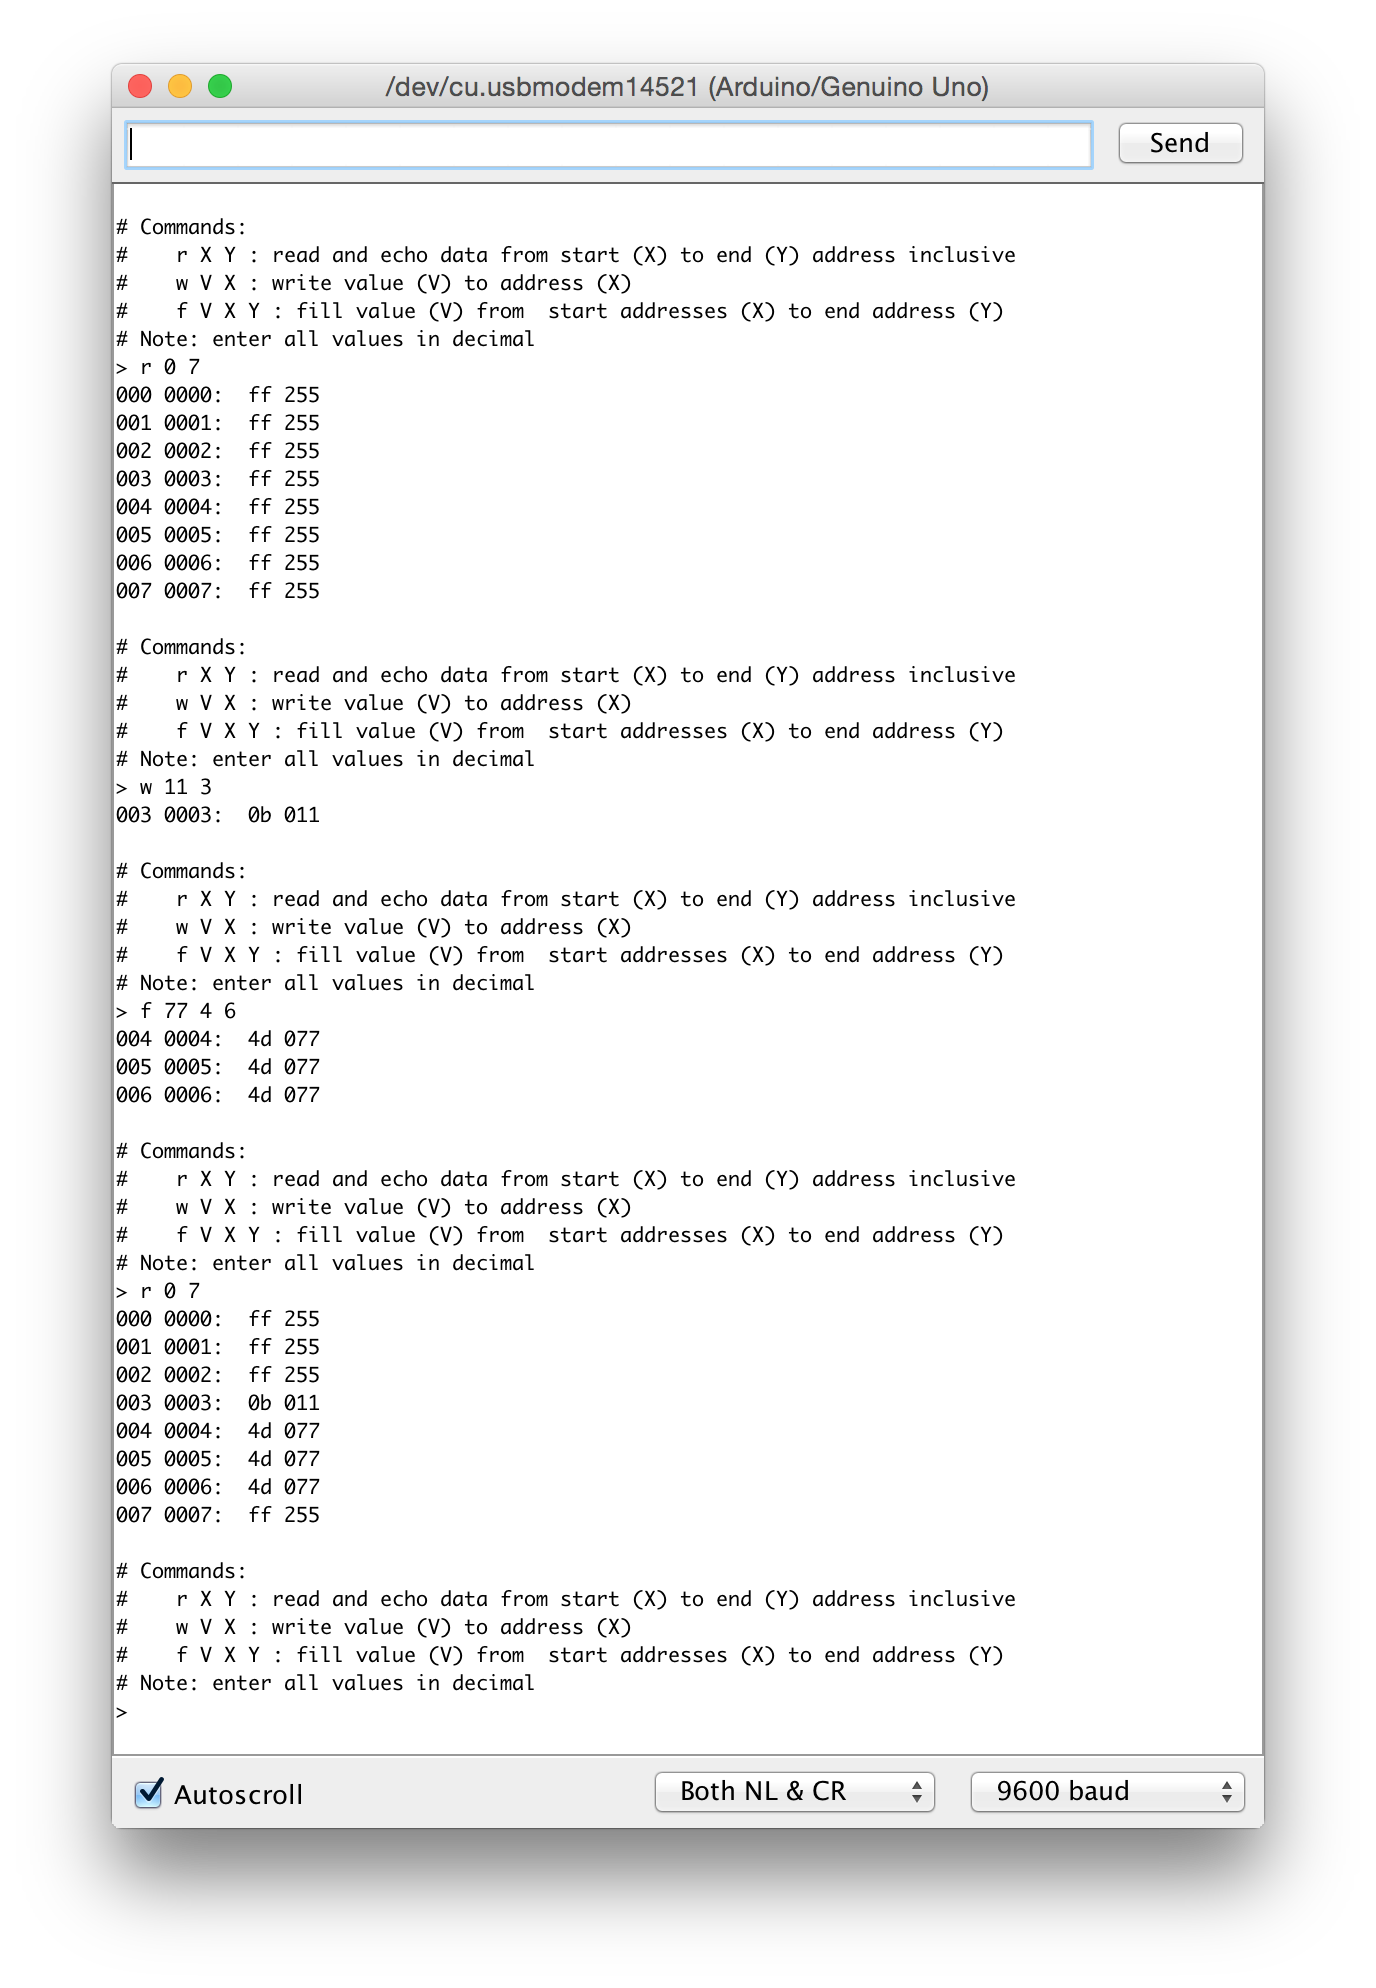 /dev/cu.usbmodem14521 (Arduino/Genuino Uno)
Send
# Commands:
#    r X Y : read and echo data from start (X) to end (Y) address inclusive
#    w V X : write value (V) to address (X)
#    f V X Y : fill value (V) from  start addresses (X) to end address (Y)
# Note: enter all values in decimal
> r 0 7
000 0000:  ff 255
001 0001:  ff 255
002 0002:  ff 255
003 0003:  ff 255
004 0004:  ff 255
005 0005:  ff 255
006 0006:  ff 255
007 0007:  ff 255
# Commands:
#    r X Y : read and echo data from start (X) to end (Y) address inclusive
#    w V X : write value (V) to address (X)
#    f V X Y : fill value (V) from  start addresses (X) to end address (Y)
# Note: enter all values in decimal
> w 11 3
003 0003:  0b 011
# Commands:
#    r X Y : read and echo data from start (X) to end (Y) address inclusive
#    w V X : write value (V) to address (X)
#    f V X Y : fill value (V) from  start addresses (X) to end address (Y)
# Note: enter all values in decimal
> f 77 4 6
004 0004:  4d 077
005 0005:  4d 077
006 0006:  4d 077
# Commands:
#    r X Y : read and echo data from start (X) to end (Y) address inclusive
#    w V X : write value (V) to address (X)
#    f V X Y : fill value (V) from  start addresses (X) to end address (Y)
# Note: enter all values in decimal
> r 0 7
000 0000:  ff 255
001 0001:  ff 255
002 0002:  ff 255
003 0003:  0b 011
004 0004:  4d 077
005 0005:  4d 077
006 0006:  4d 077
007 0007:  ff 255
# Commands:
#    r X Y : read and echo data from start (X) to end (Y) address inclusive
#    w V X : write value (V) to address (X)
#    f V X Y : fill value (V) from  start addresses (X) to end address (Y)
# Note: enter all values in decimal
>
Autoscroll
Both NL & CR
9600 baud